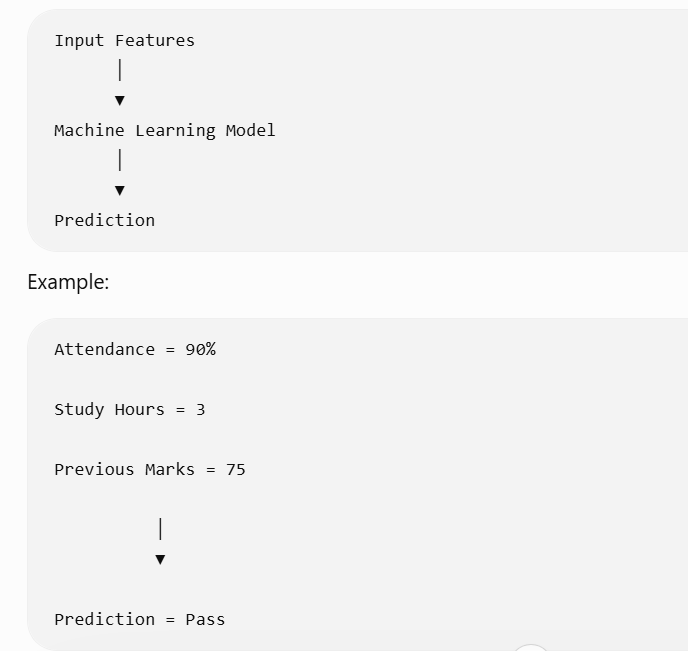 Input Features
│
▼
Machine Learning Model
│
▼
Prediction
Example:
Attendance = 90%
Study Hours = 3
Previous Marks = 75
│
▼
Prediction = Pass